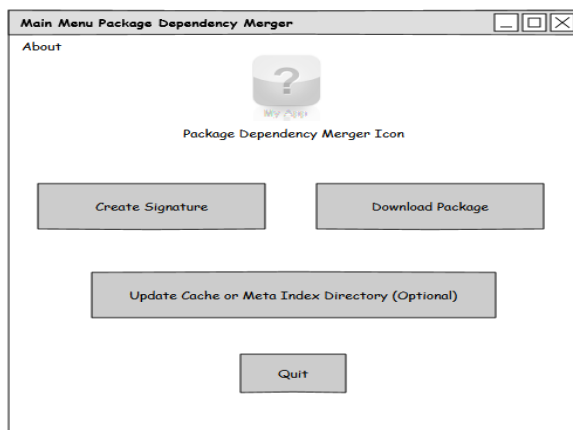 Main Menu Package Dependency Merger
About
?
My App
Package Dependency Merger Icon
Create Signature
Download Package
Update Cache or Meta Index Directory (Optional)
Quit